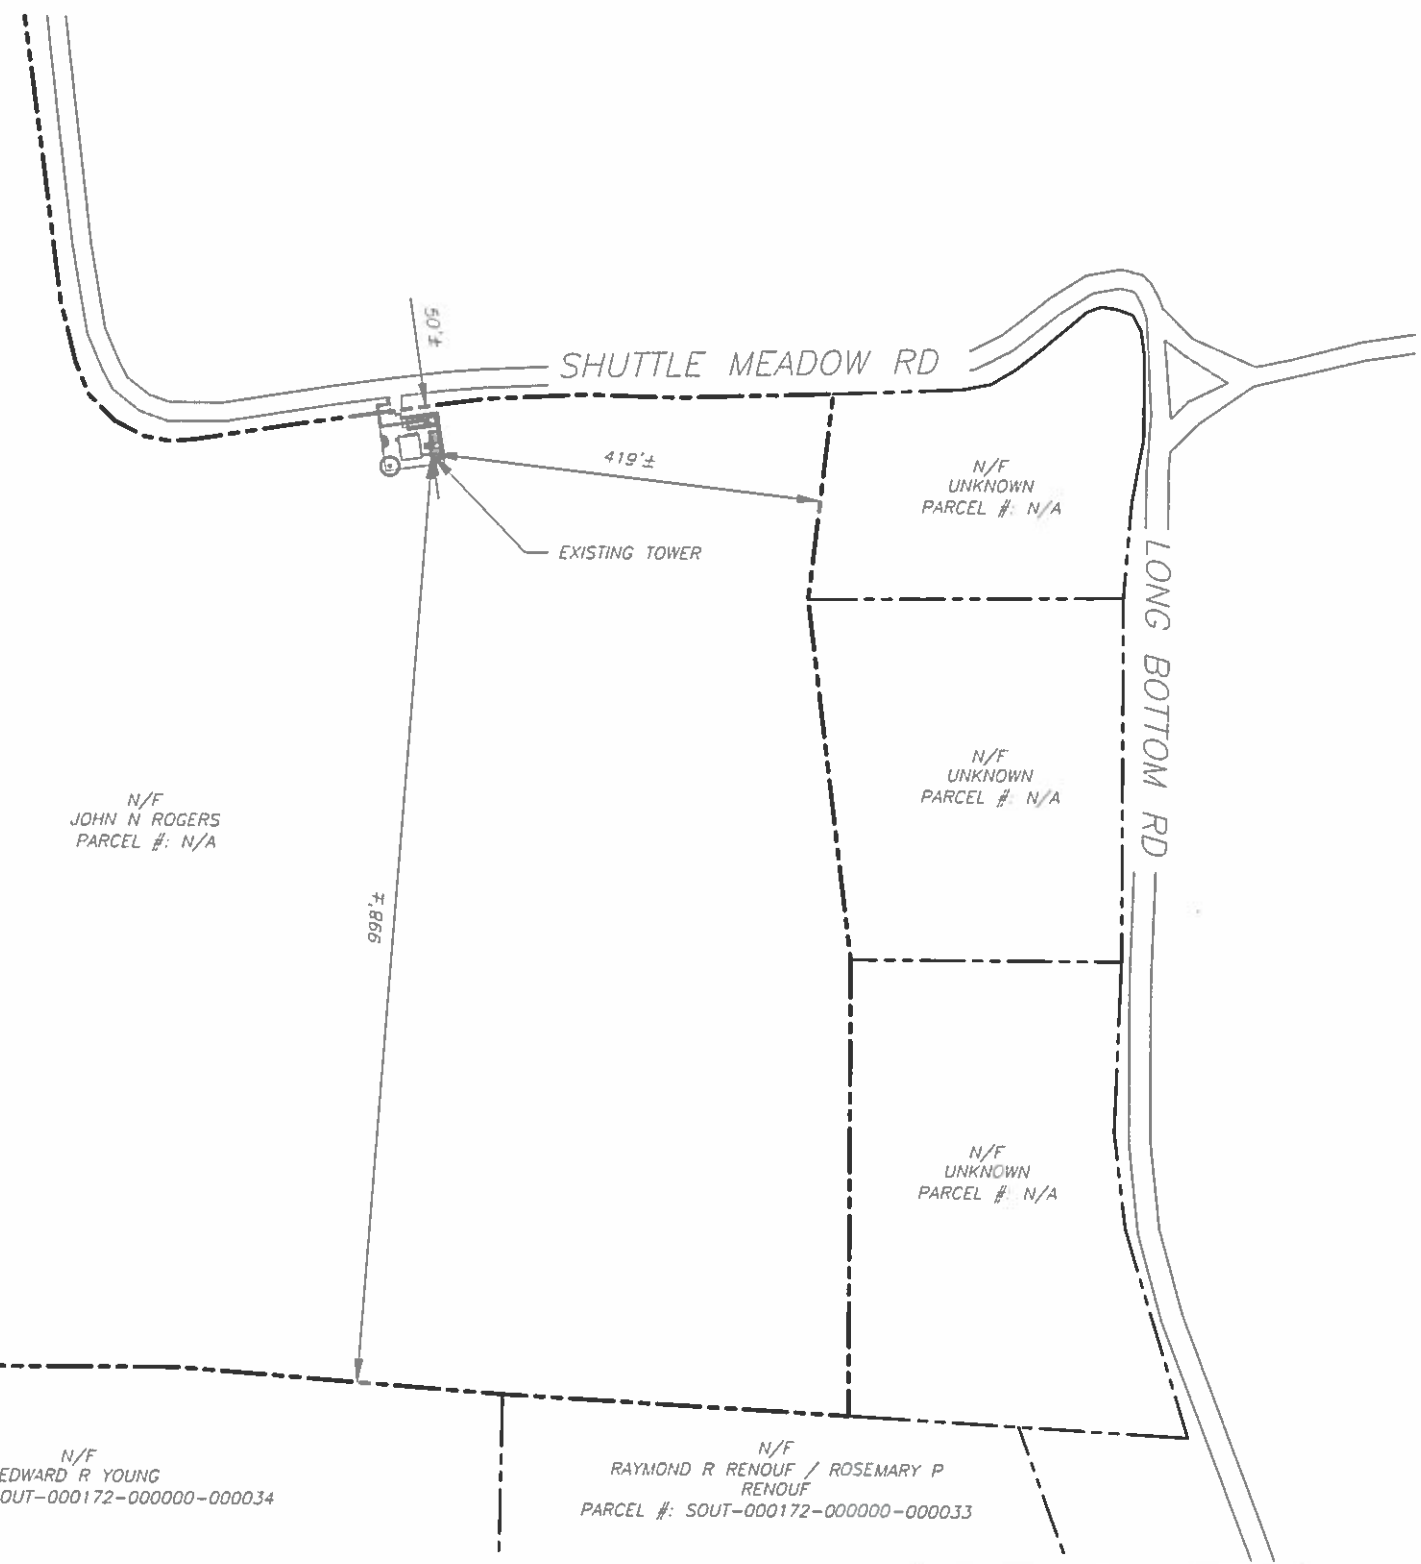 50'±
SHUTTLE MEADOW RD
419'±
EXISTING TOWER
N/F
UNKNOWN
PARCEL #: N/A
LONG BOTTOM RD
N/F
UNKNOWN
PARCEL #: N/A
N/F
JOHN N ROGERS
PARCEL #: N/A
998'±
N/F
UNKNOWN
PARCEL #: N/A
N/F
EDWARD R YOUNG
OUT-000172-000000-000034
N/F
RAYMOND R RENOUF / ROSEMARY P
RENOUF
PARCEL #: SOUT-000172-000000-000033